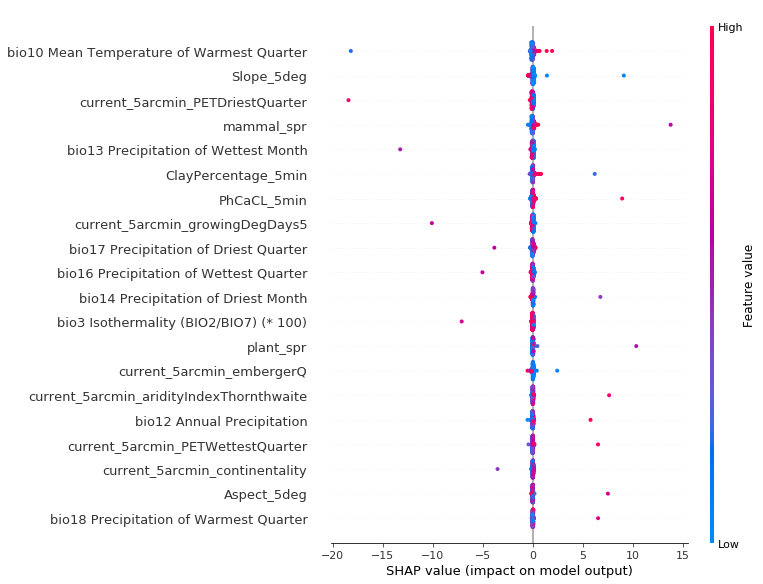 High
bio10 Mean Temperature of Warmest Quarter
Slope_5deg
current_5arcmin_PETDriestQuarter
mammal_spr
bio13 Precipitation of Wettest Month
ClayPercentage_5min
PhCaCL_5min
current_5arcmin_growingDegDays5
bio17 Precipitation of Driest Quarter
bio16 Precipitation of Wettest Quarter
bio14 Precipitation of Driest Month
bio3 Isothermality (BIO2/BIO7) (* 100)
plant_spr
current_5arcmin_embergerQ
current_5arcmin_aridityIndexThornthwaite
bio12 Annual Precipitation
current_5arcmin_PETWettestQuarter
current_5arcmin_continentality
Aspect_5deg
bio18 Precipitation of Warmest Quarter
Feature value
Low
−20 −15 −10 −5 0 5 10 15
SHAP value (impact on model output)